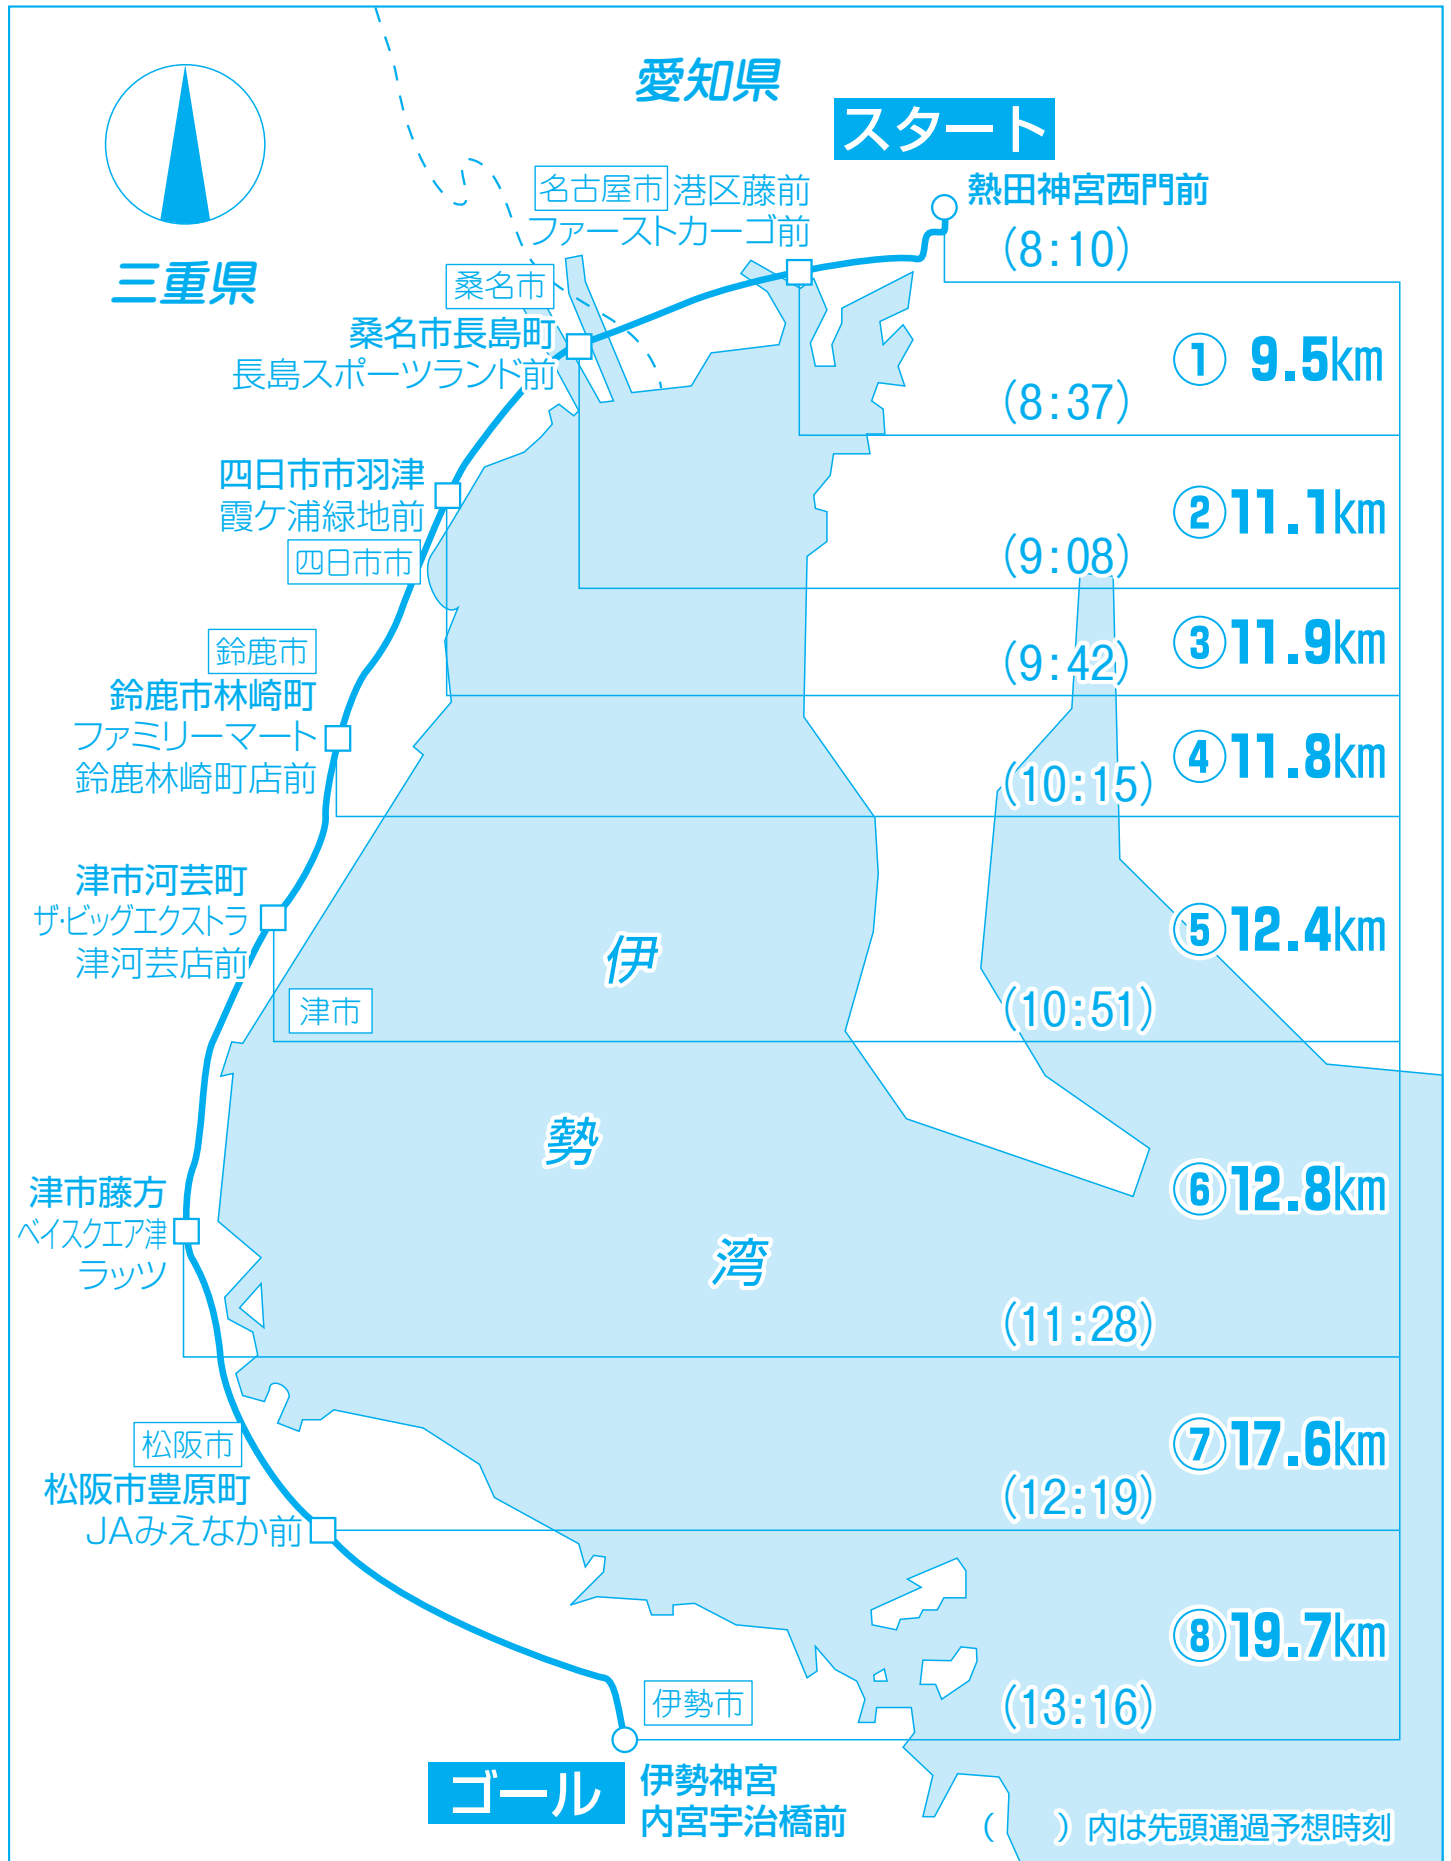 愛知県
スタート
熱田神宮西門前
(8:10)
名古屋市 港区藤前
ファーストカーゴ前
三重県
① 9.5km
(8:37)
桑名市
桑名市長島町
長島スポーツランド前
② 11.1km
(9:08)
四日市市羽津
霞ケ浦緑地前
四日市市
③ 11.9km
(9:42)
鈴鹿市
鈴鹿市林崎町
ファミリーマート
鈴鹿林崎町店前
④ 11.8km
(10:15)
津市河芸町
ザ・ビッグエクストラ
津河芸店前
⑤ 12.4km
(10:51)
津市
伊
勢
湾
津市藤方
ベイスクエア津
ラッツ
⑥ 12.8km
(11:28)
松阪市
松阪市豊原町
JAみえなか前
⑦ 17.6km
(12:19)
⑧ 19.7km
(13:16)
伊勢市
ゴール
伊勢神宮
内宮宇治橋前
(　)内は先頭通過予想時刻